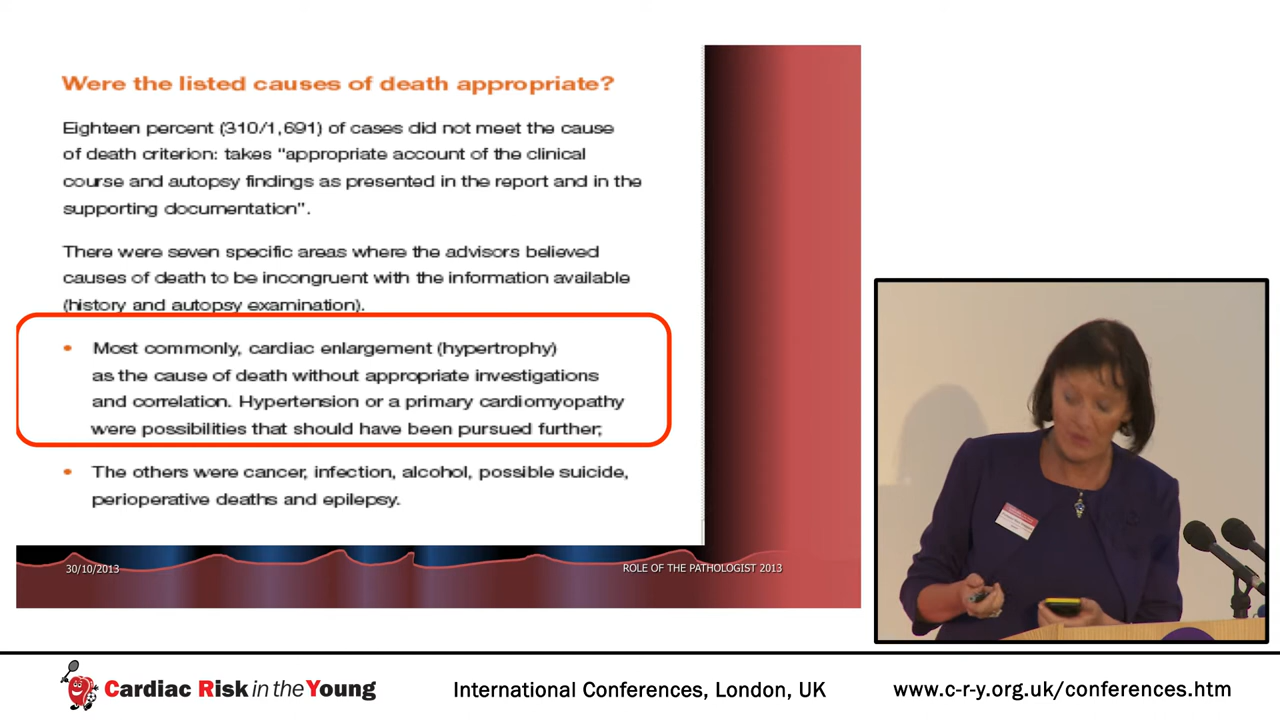 Were the listed causes of death appropriate?
Eighteen percent (310/1,691) of cases did not meet the cause
of death criterion: takes "appropriate account of the clinical
course and autopsy findings as presented in the report and in the
supporting documentation".
There were seven specific areas where the advisors believed
causes of death to be incongruent with the information available
(history and autopsy examination).
• Most commonly, cardiac enlargement (hypertrophy)
as the cause of death without appropriate investigations
and correlation. Hypertension or a primary cardiomyopathy
were possibilities that should have been pursued further;
• The others were cancer, infection, alcohol, possible suicide,
perioperative deaths and epilepsy.
30/10/2013
ROLE OF THE PATHOLOGIST 2013
Cardiac Risk in the Young
International Conferences, London, UK
www.c-r-y.org.uk/conferences.htm